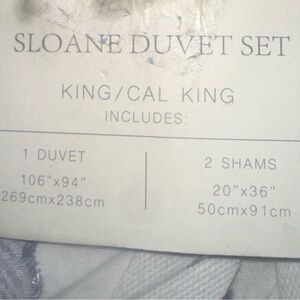 SLOANE DUVET SET
KING/CAL KING
INCLUDES:
1 DUVET
106"x94"
269cmx238cm
2 SHAMS
20"x36"
50cmx91cm